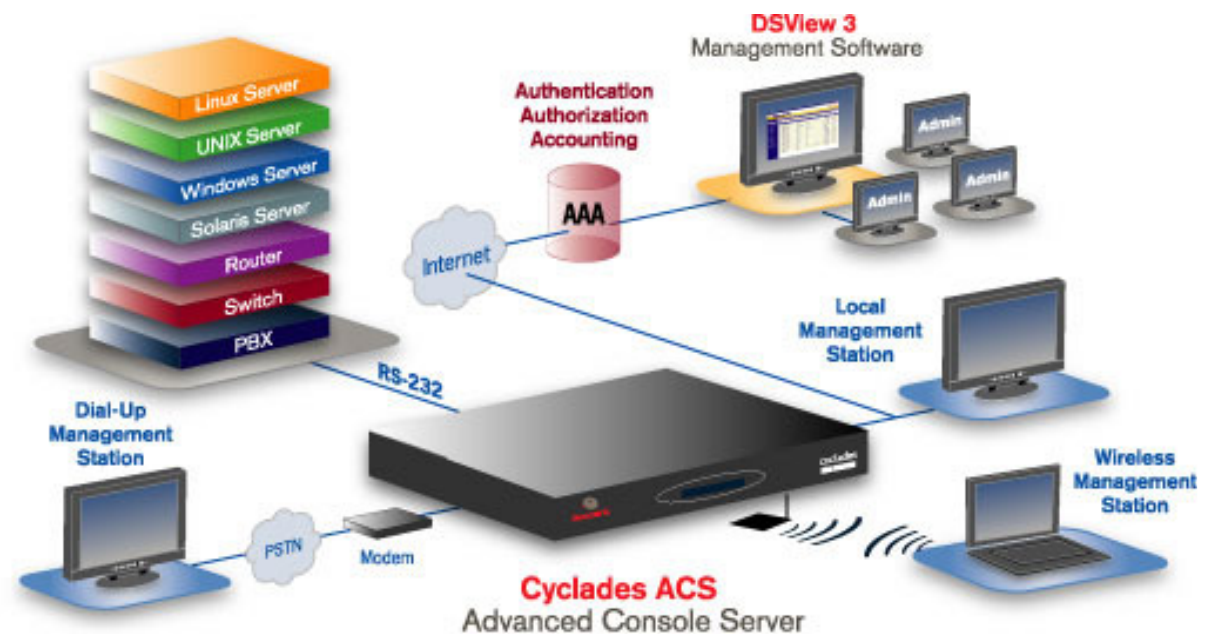 DSView 3
Management Software
Linux Server
UNIX Server
Windows Server
Solaris Server
Router
Switch
PBX
Authentication
Authorization
Accounting
AAA
Admin
Admin
Admin
Internet
Local
Management
Station
RS-232
Dial-Up
Management
Station
PSTN
Modem
cyclades
Wireless
Management
Station
Cyclades ACS
Advanced Console Server